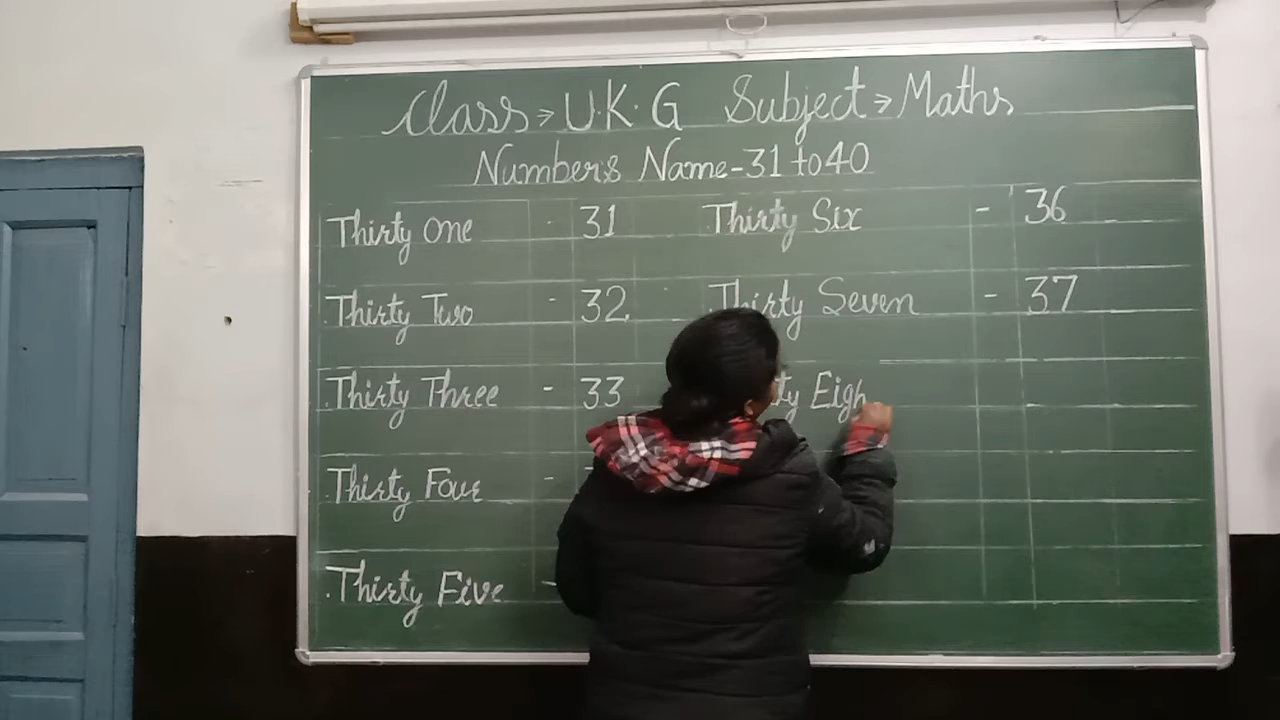 Class → U.K.G Subject → Maths
Numbers Name-31 to 40
Thirty One - 31 Thirty Six - 36
Thirty Two - 32 Thirty Seven - 37
Thirty Three - 33 ty Eigh
Thirty Four -
Thirty Five -